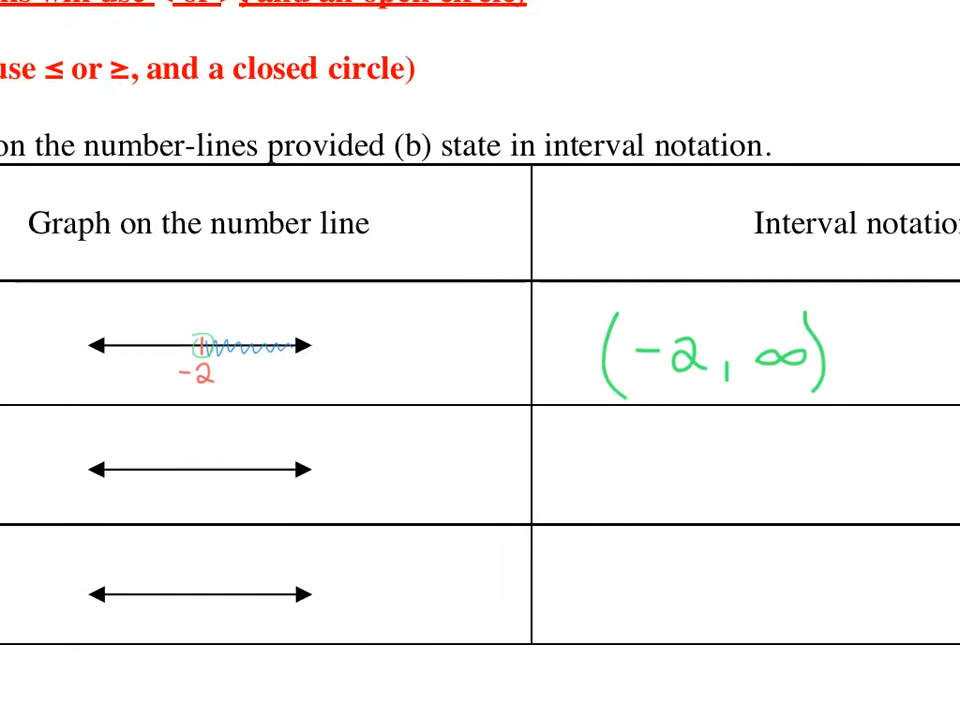 use ≤ or ≥, and a closed circle)
on the number-lines provided (b) state in interval notation.
Graph on the number line
Interval notatio
-2
(-2, ∞)